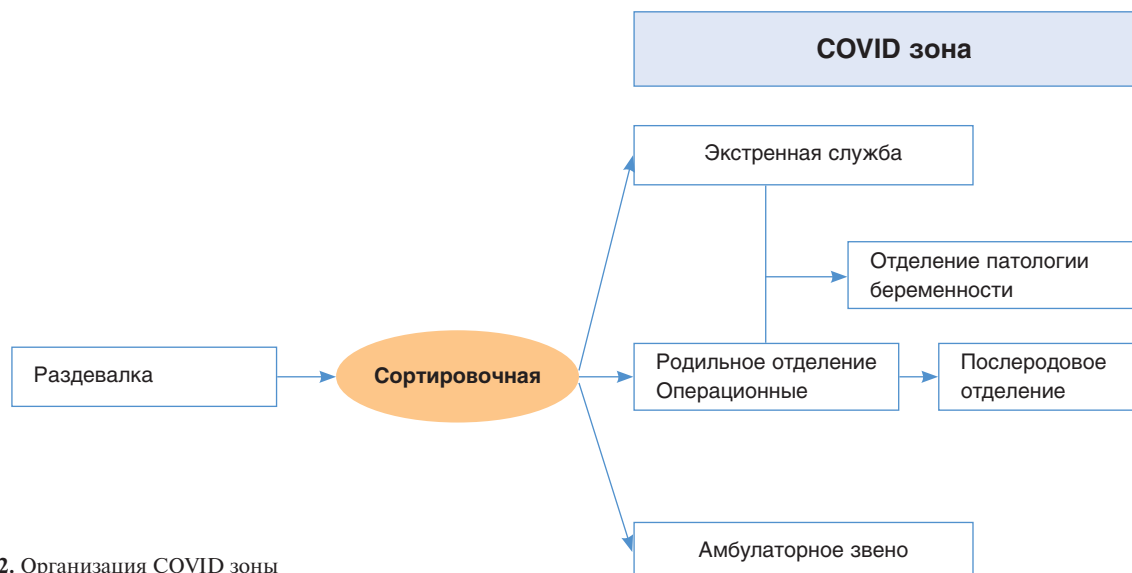 COVID зона
Экстренная служба
Отделение патологии
беременности
Раздевалка
Сортировочная
Родильное отделение
Операционные
Послеродовое
отделение
Амбулаторное звено
2. Организация COVID зоны